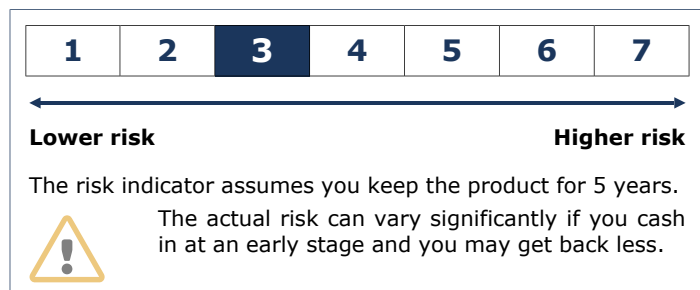 1 2 3 4 5 6 7
Lower risk Higher risk
The risk indicator assumes you keep the product for 5 years.
The actual risk can vary significantly if you cash
in at an early stage and you may get back less.